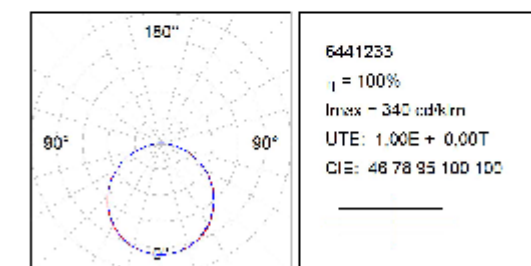 180°
90°
90°
0°
6441233
η = 100%
Imax = 340 cd/klm
UTE: 1.00E + 0.00T
CIE: 46 78 95 100 100